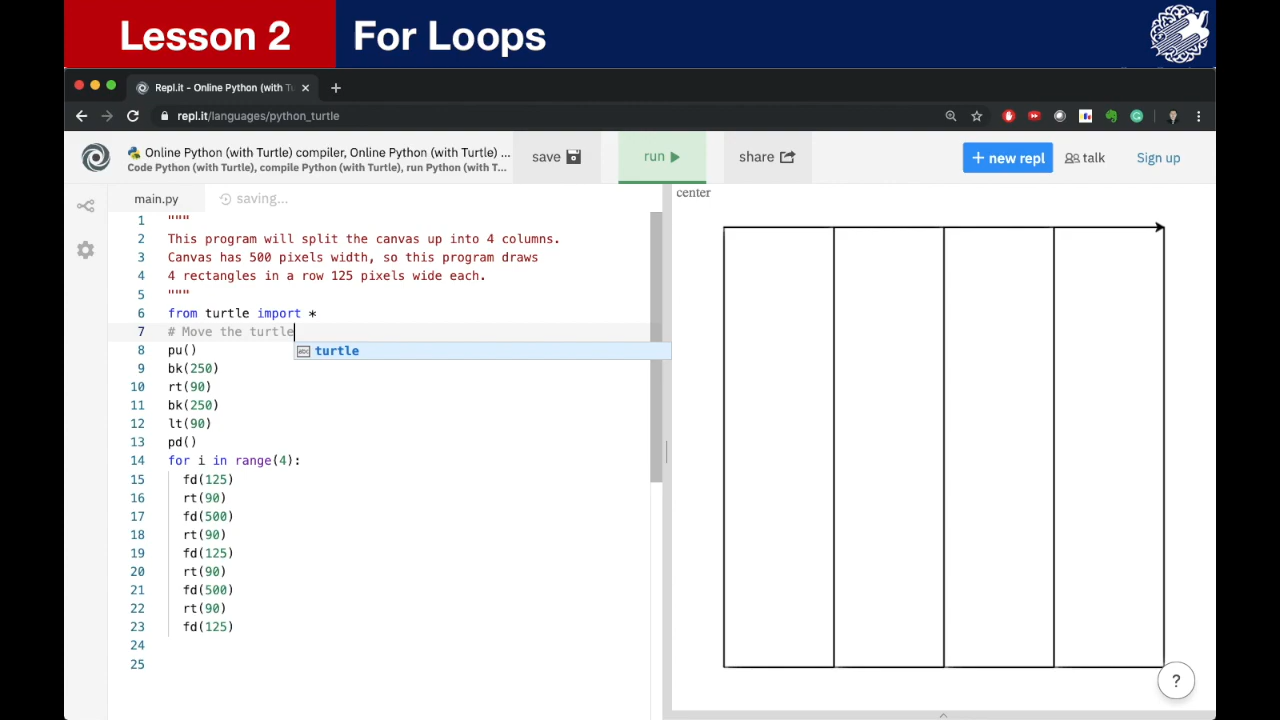 Lesson 2 For Loops
Repl.it - Online Python (with Tu
repl.it/languages/python_turtle
Online Python (with Turtle) compiler, Online Python (with Turtle) ...
Code Python (with Turtle), compile Python (with Turtle), run Python (with T...
save
run
share
+ new repl
talk
Sign up
main.py
saving...
center
1 """
2 This program will split the canvas up into 4 columns.
3 Canvas has 500 pixels width, so this program draws
4 4 rectangles in a row 125 pixels wide each.
5 """
6 from turtle import *
7 # Move the turtle
abc turtle
8 pu()
9 bk(250)
10 rt(90)
11 bk(250)
12 lt(90)
13 pd()
14 for i in range(4):
15 fd(125)
16 rt(90)
17 fd(500)
18 rt(90)
19 fd(125)
20 rt(90)
21 fd(500)
22 rt(90)
23 fd(125)
24
25
?